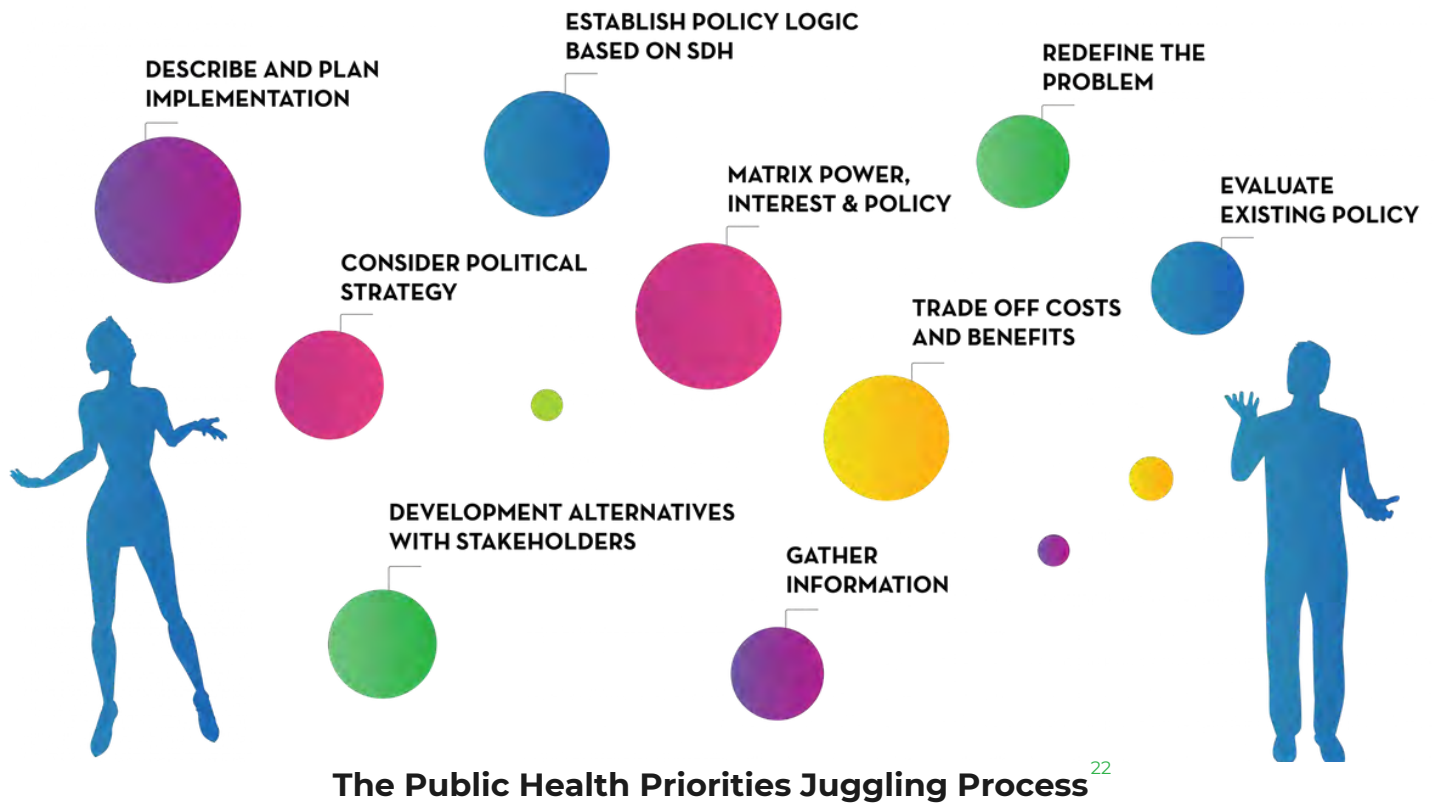 ESTABLISH POLICY LOGIC
BASED ON SDH
REDEFINE THE
PROBLEM
DESCRIBE AND PLAN
IMPLEMENTATION
MATRIX POWER,
INTEREST & POLICY
EVALUATE
EXISTING POLICY
CONSIDER POLITICAL
STRATEGY
TRADE OFF COSTS
AND BENEFITS
DEVELOPMENT ALTERNATIVES
WITH STAKEHOLDERS
GATHER
INFORMATION
The Public Health Priorities Juggling Process 22